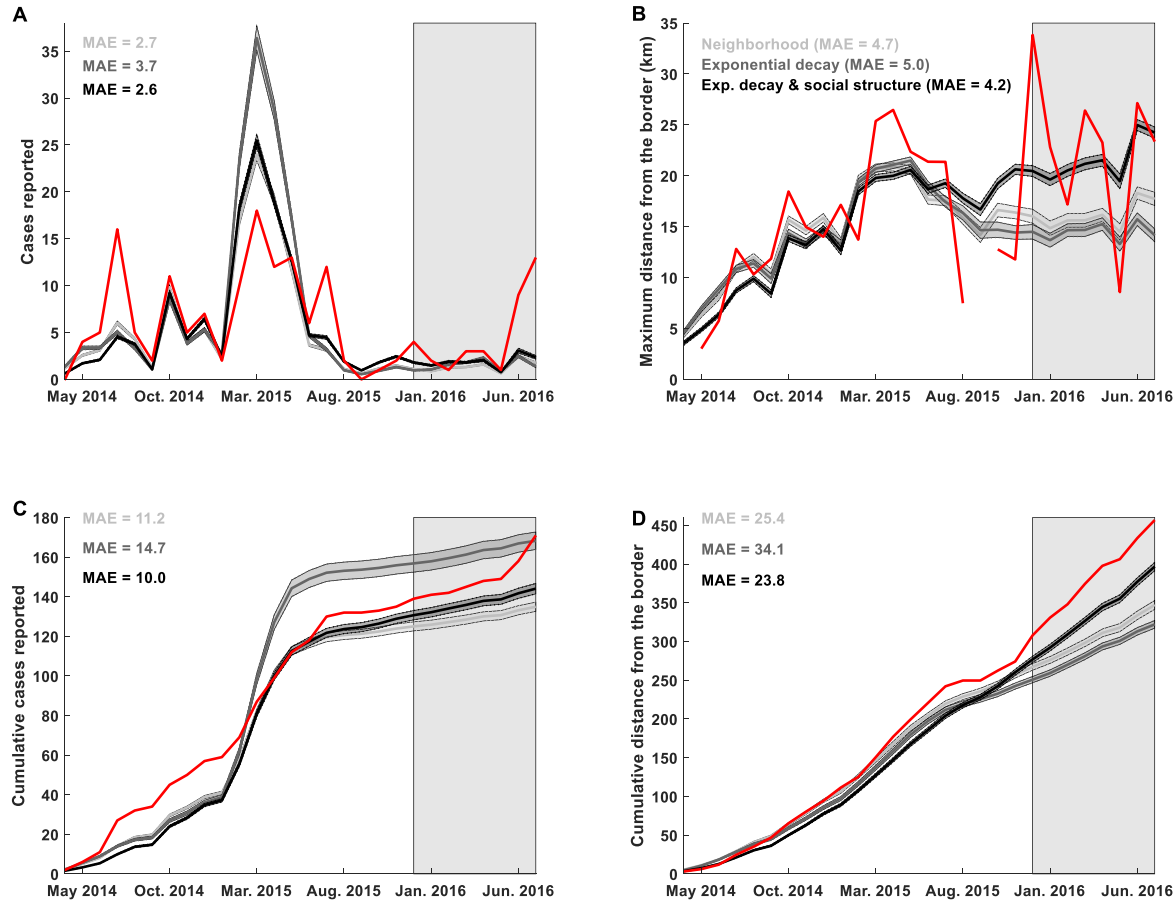 A
MAE = 2.7
MAE = 3.7
MAE = 2.6
Cases reported
35
30
25
20
15
10
5
0
May 2014 Oct. 2014 Mar. 2015 Aug. 2015 Jan. 2016 Jun. 2016
B
Neighborhood (MAE = 4.7)
Exponential decay (MAE = 5.0)
Exp. decay & social structure (MAE = 4.2)
Maximum distance from the border (km)
35
30
25
20
15
10
5
0
May 2014 Oct. 2014 Mar. 2015 Aug. 2015 Jan. 2016 Jun. 2016
C
MAE = 11.2
MAE = 14.7
MAE = 10.0
Cumulative cases reported
180
160
140
120
100
80
60
40
20
0
May 2014 Oct. 2014 Mar. 2015 Aug. 2015 Jan. 2016 Jun. 2016
D
MAE = 25.4
MAE = 34.1
MAE = 23.8
Cumulative distance from the border
450
400
350
300
250
200
150
100
50
0
May 2014 Oct. 2014 Mar. 2015 Aug. 2015 Jan. 2016 Jun. 2016